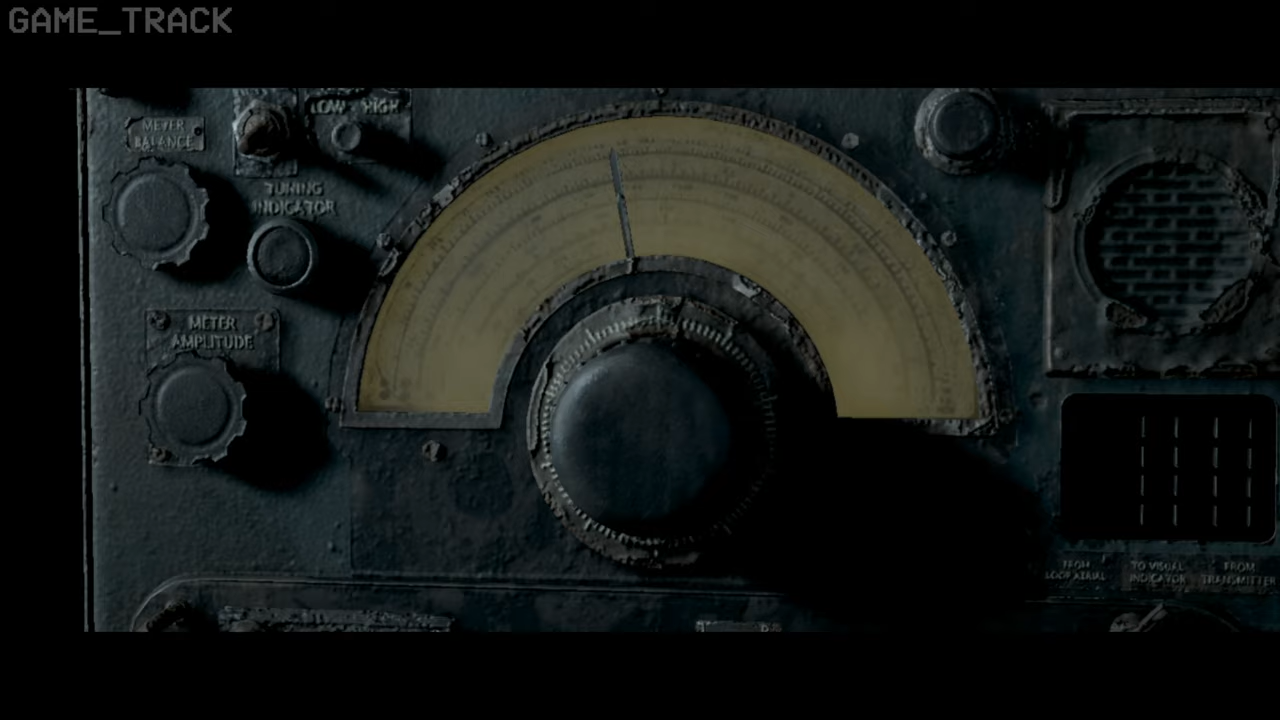 GAME_TRACK
LOW - HIGH
METER
BALANCE
TUNING
INDICATOR
METER
AMPLITUDE
FROM
LOOP AERIAL
TO VISUAL
INDICATOR
FROM
TRANSMITTER